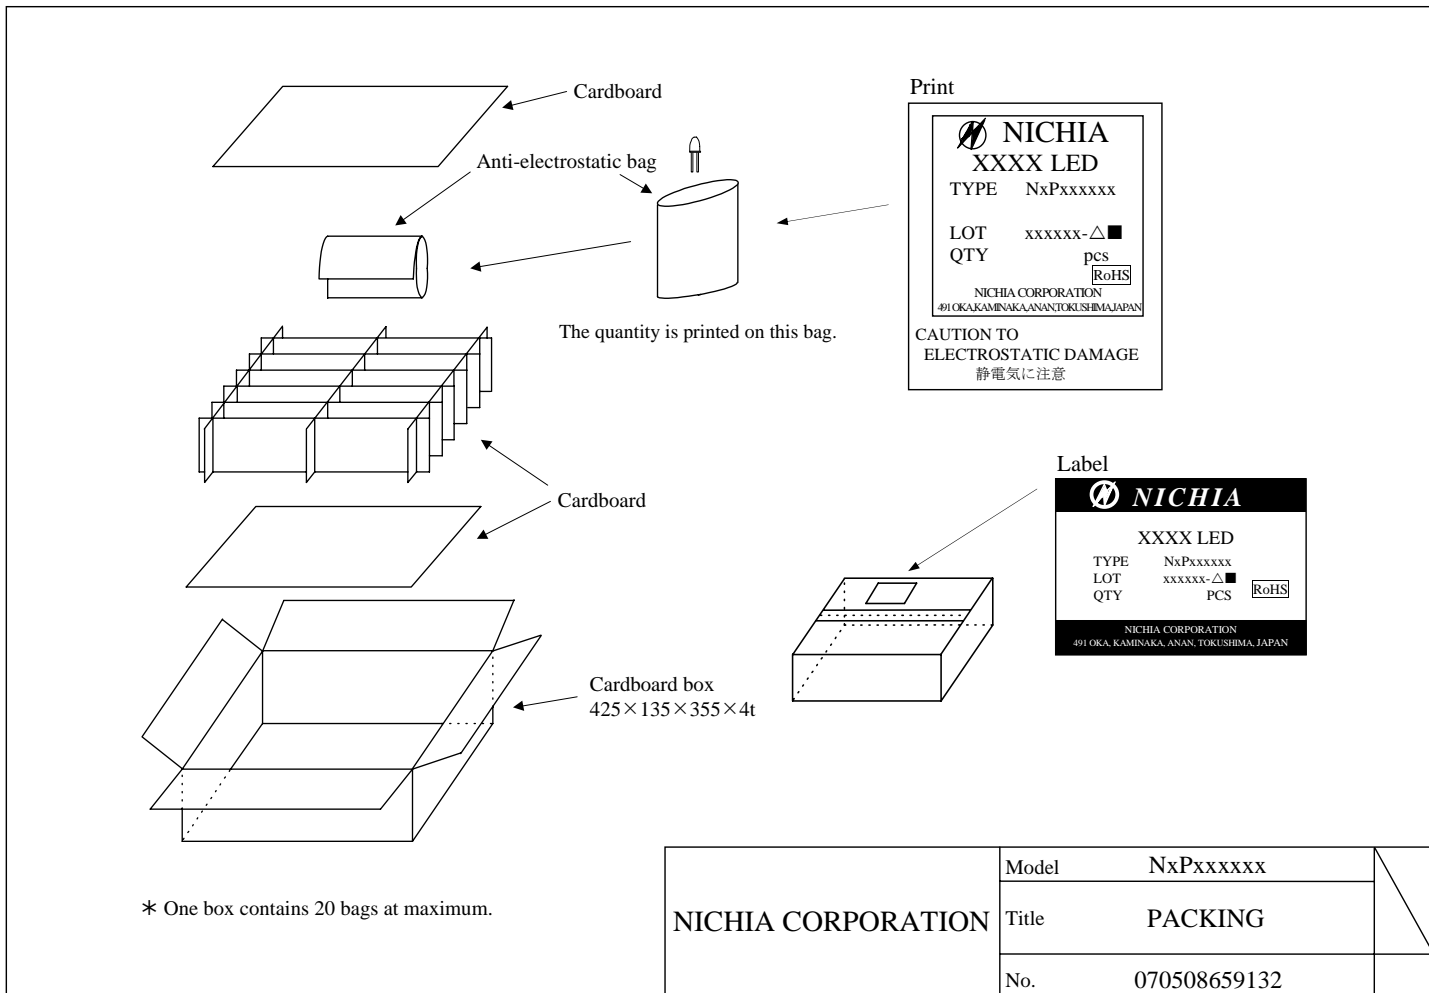 Cardboard
Anti-electrostatic bag
The quantity is printed on this bag.
Print
NICHIA
XXXX LED
TYPE NxPxxxxxx
LOT xxxxxx-△■
QTY pcs
RoHS
NICHIA CORPORATION
491 OKA,KAMINAKA,ANAN,TOKUSHIMA,JAPAN
CAUTION TO
ELECTROSTATIC DAMAGE
静電気に注意
Cardboard
Label
NICHIA
XXXX LED
TYPE NxPxxxxxx
LOT xxxxxx-△■
QTY PCS
RoHS
NICHIA CORPORATION
491 OKA, KAMINAKA, ANAN, TOKUSHIMA, JAPAN
Cardboard box
425×135×355×4t
* One box contains 20 bags at maximum.
NICHIA CORPORATION
Model NxPxxxxxx
Title PACKING
No. 070508659132